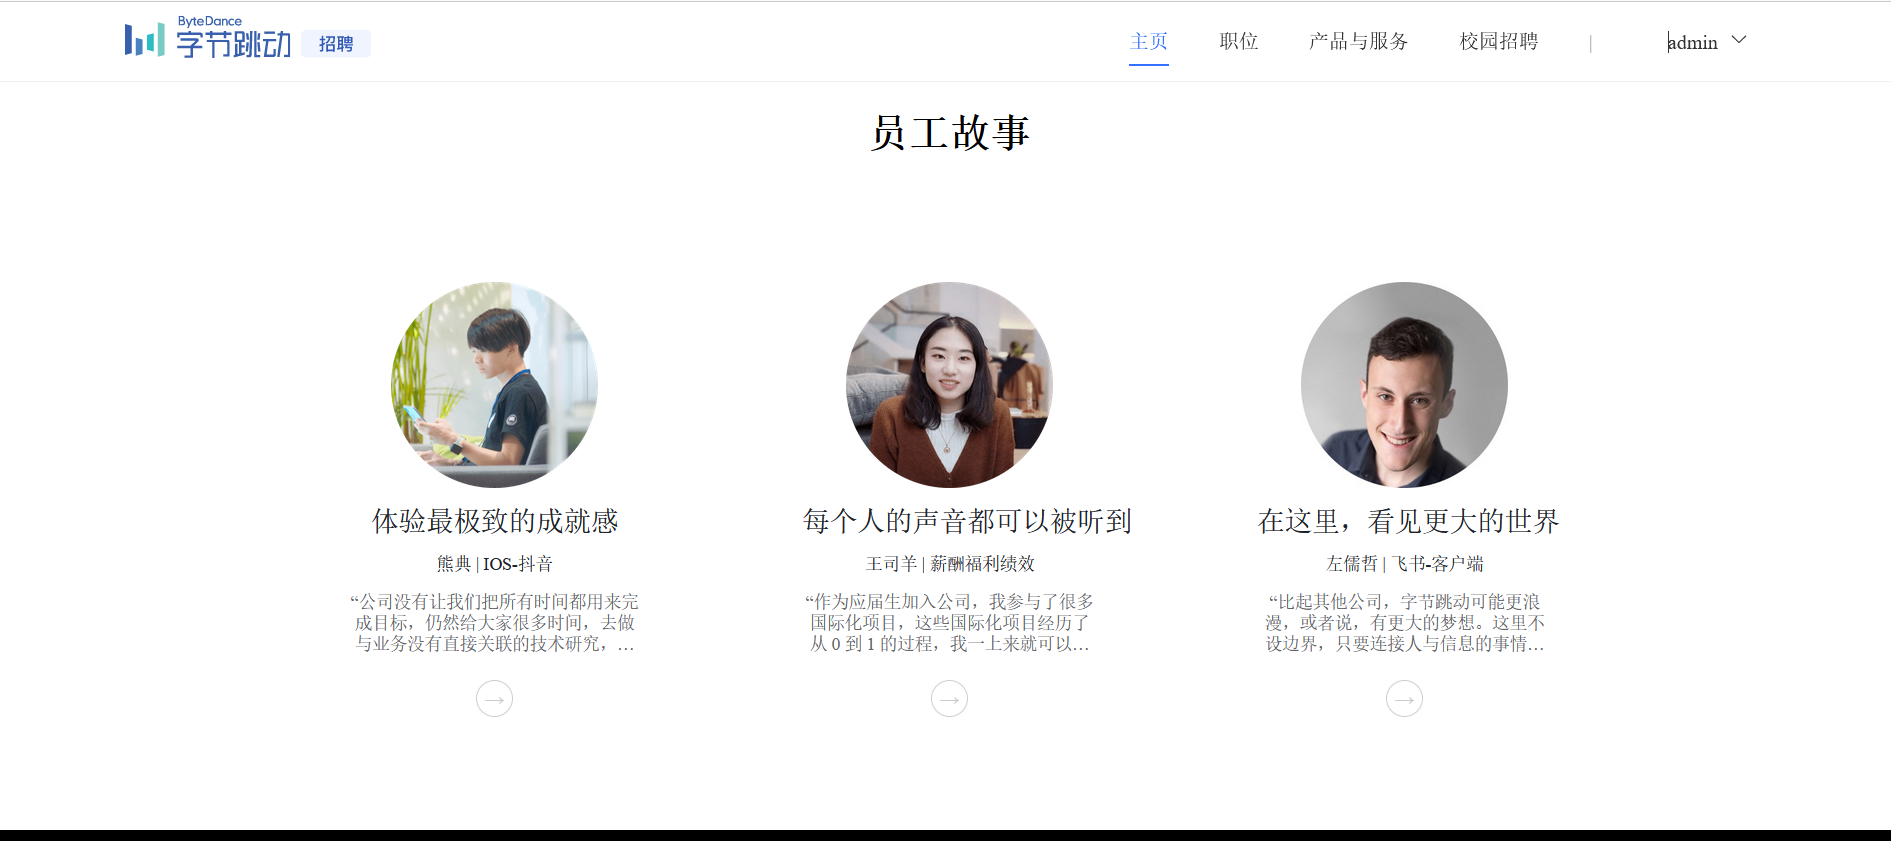 ByteDance
字节跳动 招聘
主页 职位 产品与服务 校园招聘 | admin
员工故事
体验最极致的成就感
熊典 | IOS-抖音
“公司没有让我们把所有时间都用来完
成目标，仍然给大家很多时间，去做
与业务没有直接关联的技术研究，…
→
每个人的声音都可以被听到
王司羊 | 薪酬福利绩效
“作为应届生加入公司，我参与了很多
国际化项目，这些国际化项目经历了
从 0 到 1 的过程，我一上来就可以…
→
在这里，看见更大的世界
左儒哲 | 飞书-客户端
“比起其他公司，字节跳动可能更浪
漫，或者说，有更大的梦想。这里不
设边界，只要连接人与信息的事情…
→